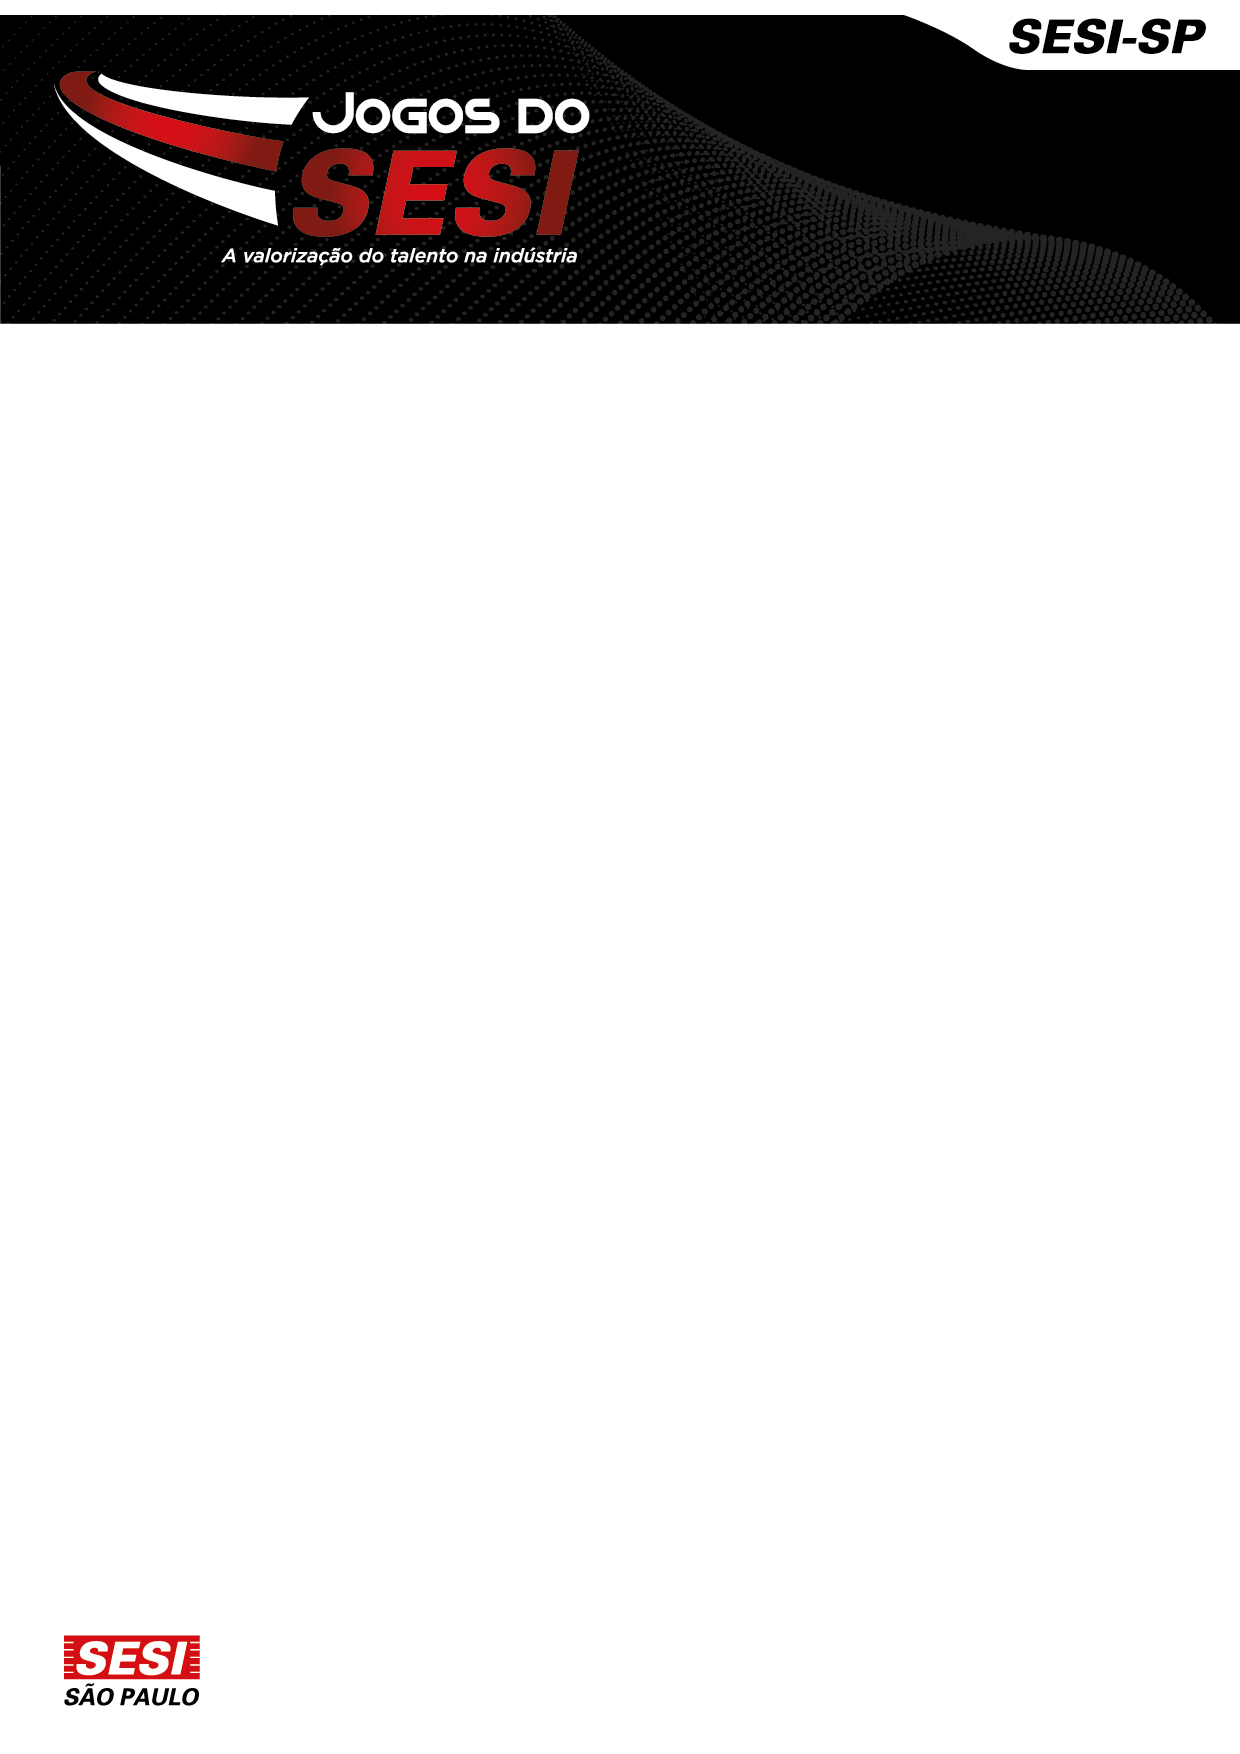 SESI-SP
JOGOS DO
SESI
A valorização do talento na indústria
SESI
SÃO PAULO